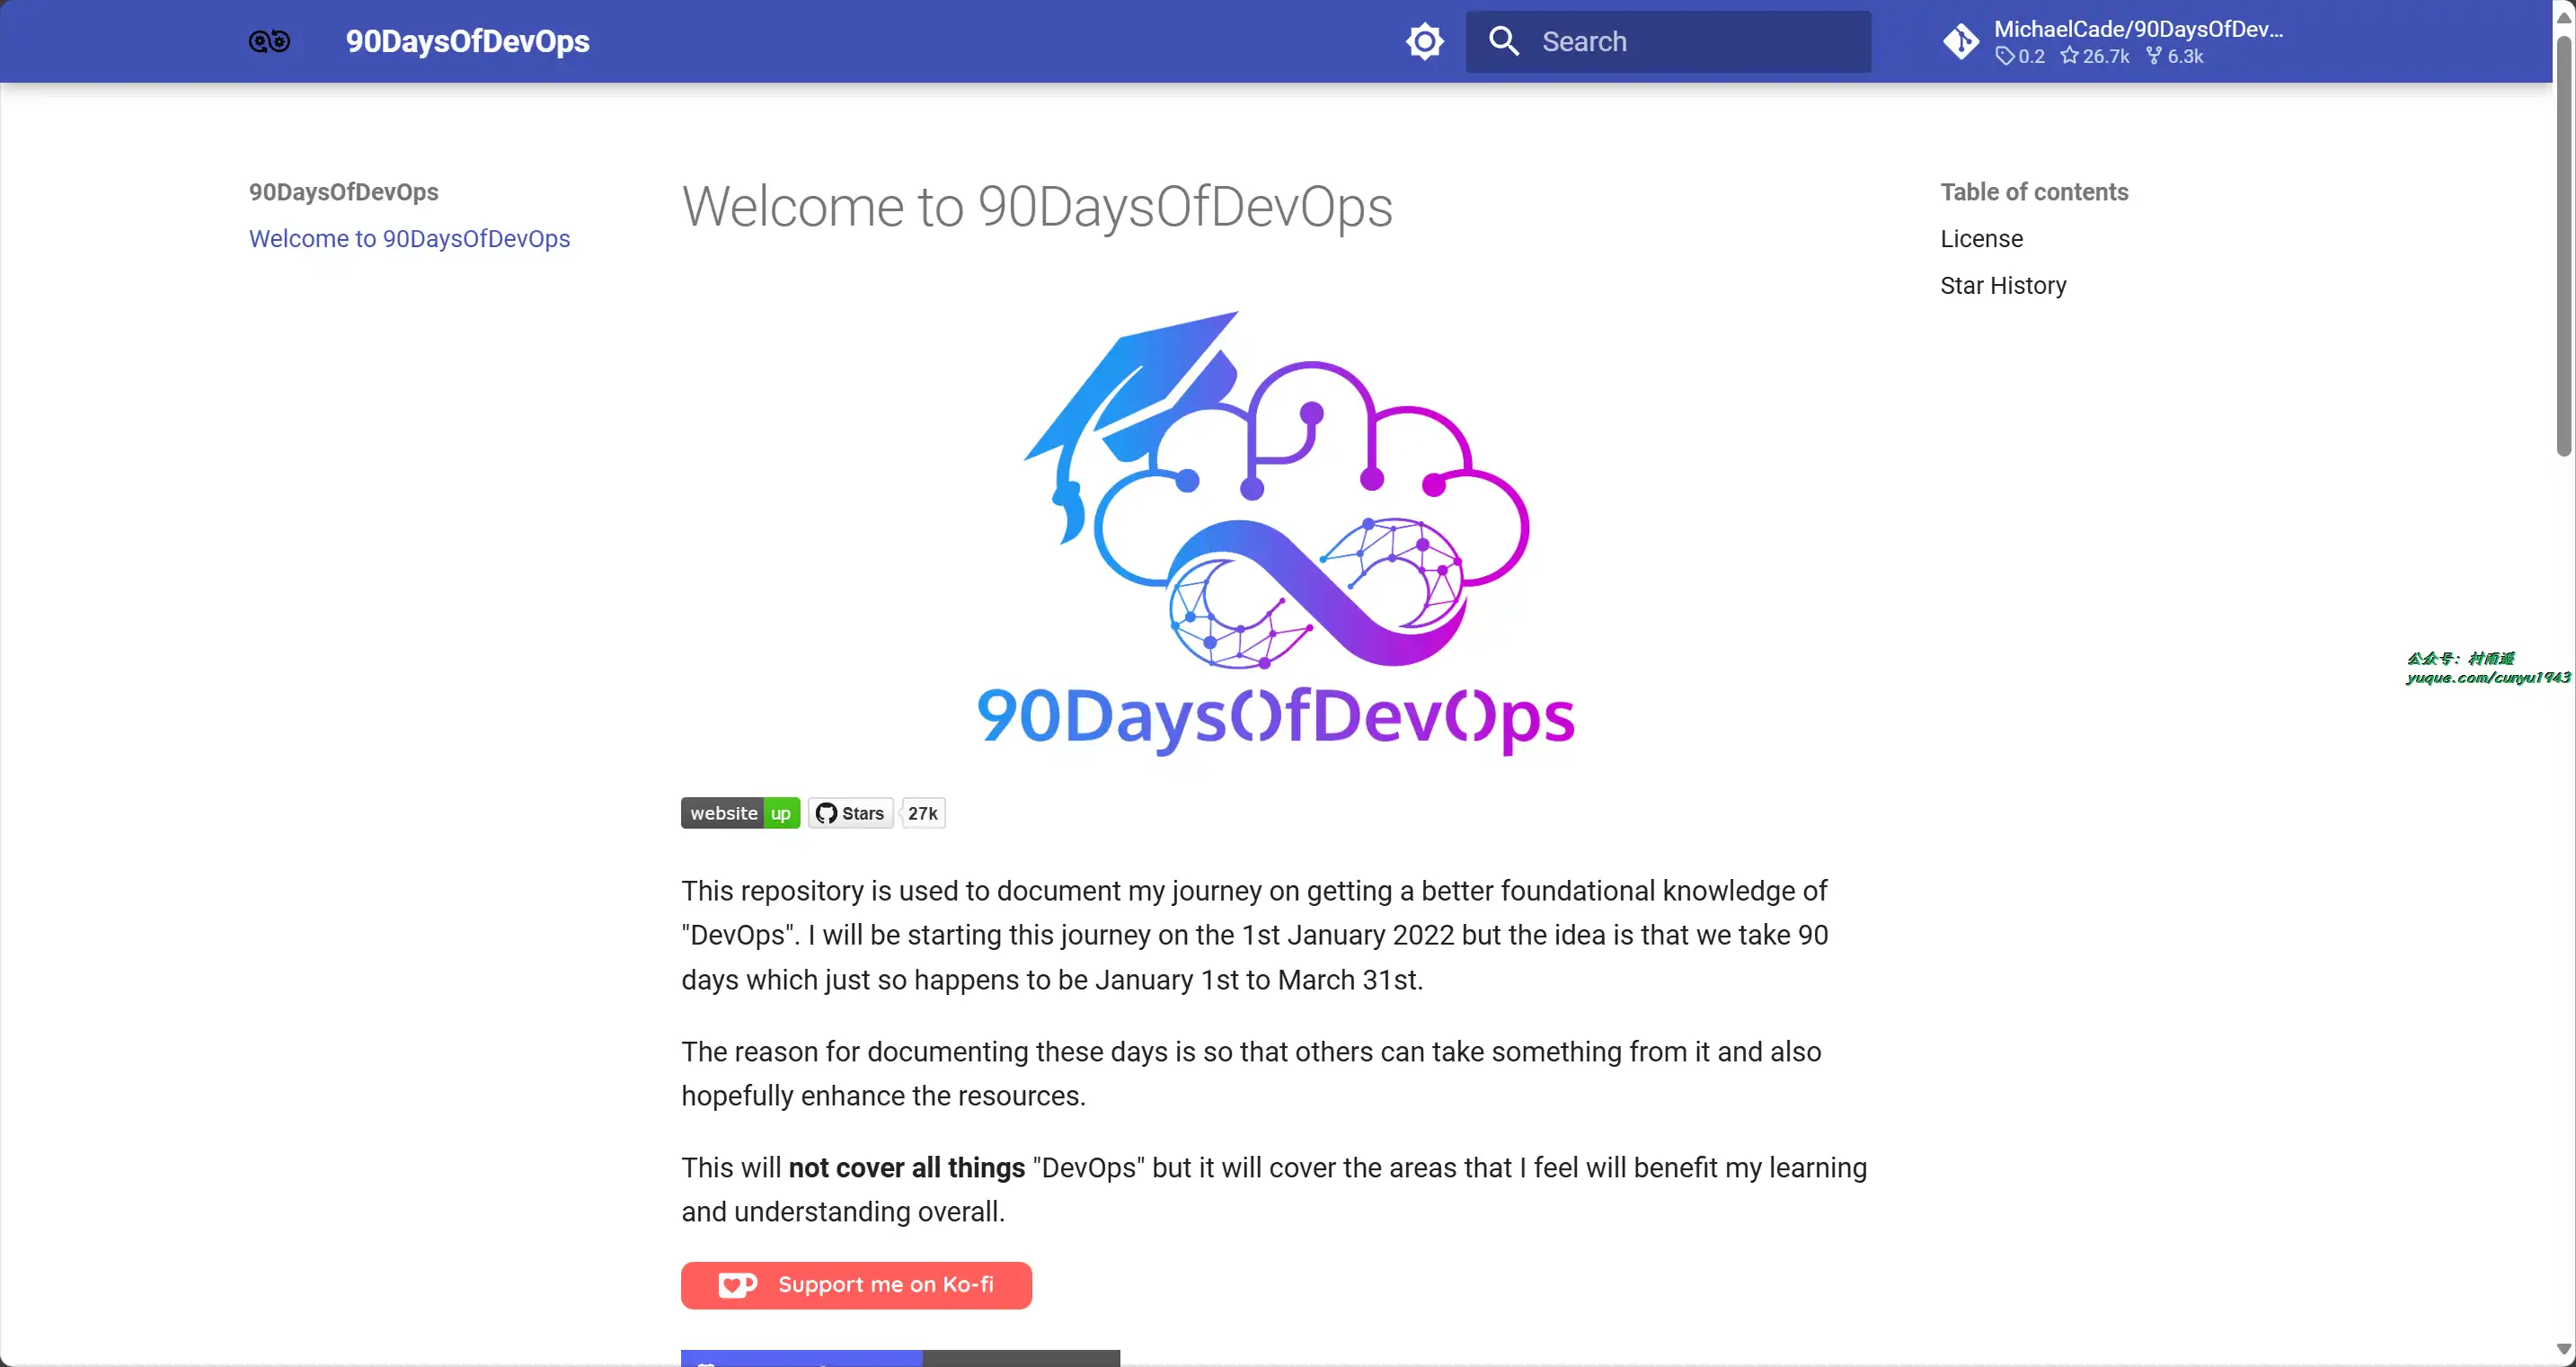 90DaysOfDevOps
Search
MichaelCade/90DaysOfDev...
0.2 26.7k 6.3k
90DaysOfDevOps
Welcome to 90DaysOfDevOps
Welcome to 90DaysOfDevOps
Table of contents
License
Star History
90DaysOfDevOps
公众号：村雨遥
yuque.com/cunyu1943
website up Stars 27k
This repository is used to document my journey on getting a better foundational knowledge of
"DevOps". I will be starting this journey on the 1st January 2022 but the idea is that we take 90
days which just so happens to be January 1st to March 31st.
The reason for documenting these days is so that others can take something from it and also
hopefully enhance the resources.
This will not cover all things "DevOps" but it will cover the areas that I feel will benefit my learning
and understanding overall.
Support me on Ko-fi